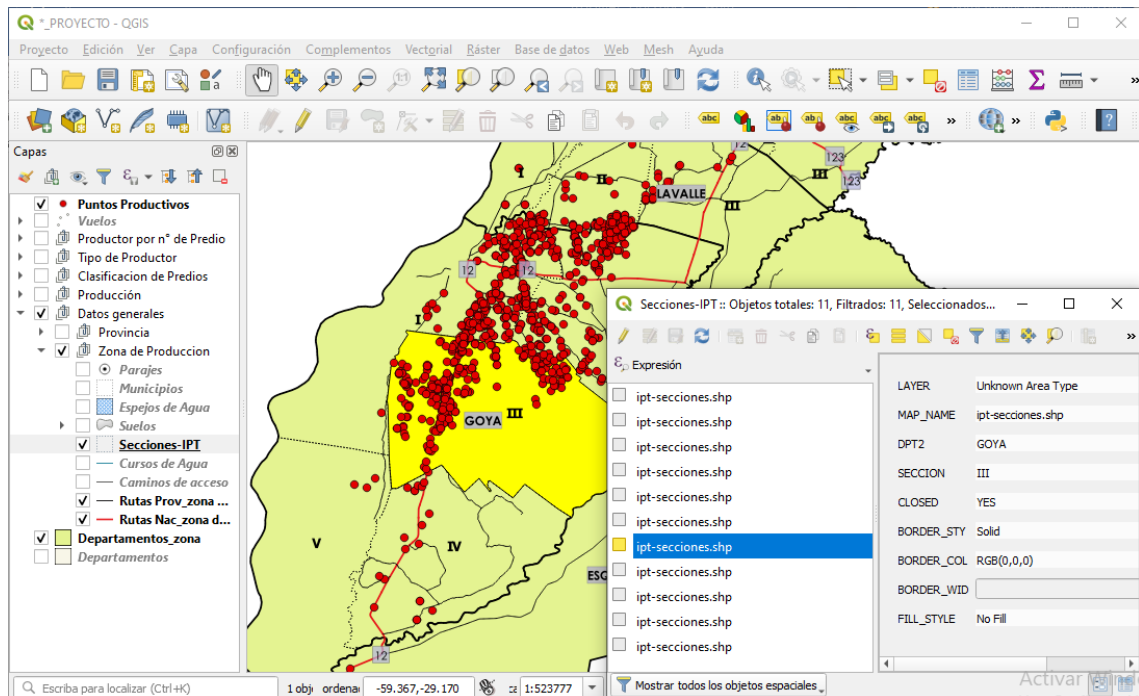 *_PROYECTO - QGIS
Proyecto Edición Ver Capa Configuración Complementos Vectorial Ráster Base de datos Web Mesh Ayuda
Capas
Puntos Productivos
Vuelos
Productor por n° de Predio
Tipo de Productor
Clasificacion de Predios
Producción
Datos generales
Provincia
Zona de Produccion
Parajes
Municipios
Espejos de Agua
Suelos
Secciones-IPT
Cursos de Agua
Caminos de acceso
Rutas Prov_zona ...
Rutas Nac_zona d...
Departamentos_zona
Departamentos
12
123
123
I
II
III
LAVALLE
III
12
12
I
GOYA III
V
IV
ESQ
12
Secciones-IPT :: Objetos totales: 11, Filtrados: 11, Seleccionados...
Expresión
ipt-secciones.shp
ipt-secciones.shp
ipt-secciones.shp
ipt-secciones.shp
ipt-secciones.shp
ipt-secciones.shp
ipt-secciones.shp
ipt-secciones.shp
ipt-secciones.shp
ipt-secciones.shp
ipt-secciones.shp
LAYER Unknown Area Type
MAP_NAME ipt-secciones.shp
DPT2 GOYA
SECCION III
CLOSED YES
BORDER_STY Solid
BORDER_COL RGB(0,0,0)
BORDER_WID
FILL_STYLE No Fill
Mostrar todos los objetos espaciales
Activar Windo
Escriba para localizar (Ctrl+K) 1 obj ordena -59.367,-29.170 1:523777